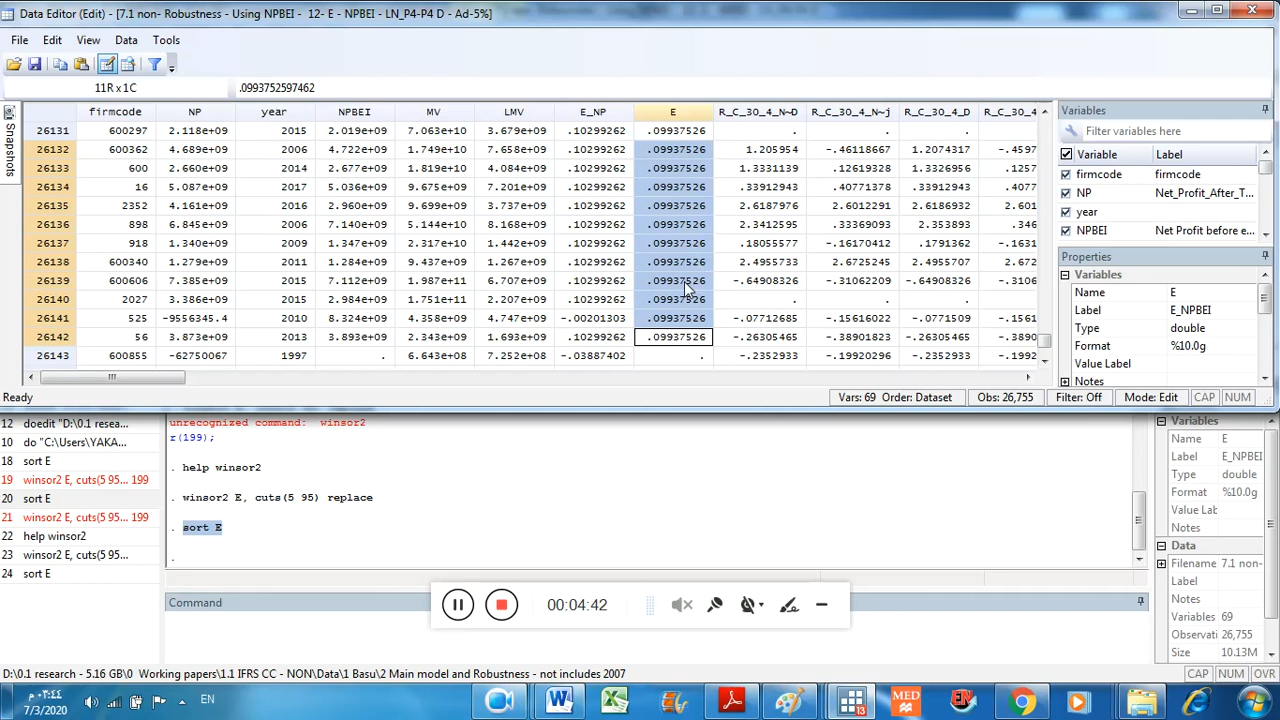 Data Editor (Edit) - [7.1 non- Robustness - Using NPBEI - 12- E - NPBEI - LN_P4-P4 D - Ad-5%]
File Edit View Data Tools
11R x 1C .0993752597462
Snapshots
firmcode NP year NPBEI MV LMV E_NP E R_C_30_4_N~D R_C_30_4_N~j R_C_30_4_D R_C_30_4
26131 600297 2.118e+09 2015 2.019e+09 7.063e+10 3.679e+09 .10299262 .09937526 . . . .
26132 600362 4.689e+09 2006 4.722e+09 1.749e+10 7.658e+09 .10299262 .09937526 1.205954 -.46118667 1.2074317 -.4597
26133 600 2.660e+09 2014 2.677e+09 1.819e+10 4.084e+09 .10299262 .09937526 1.3331139 .12619328 1.3332956 .1254
26134 16 5.087e+09 2017 5.036e+09 9.675e+09 7.201e+09 .10299262 .09937526 .33912943 .40771378 .33912943 .4077
26135 2352 4.161e+09 2016 2.960e+09 9.699e+09 3.737e+09 .10299262 .09937526 2.6187976 2.6012291 2.6186932 2.601
26136 898 6.845e+09 2007 7.140e+09 5.144e+10 8.168e+09 .10299262 .09937526 2.3412595 .33823027 2.353893 .346
26137 918 1.340e+09 2009 1.347e+09 2.317e+10 1.442e+09 .10299262 .09937526 .18055577 -.16170412 .1791362 -.1631
26138 600340 1.279e+09 2011 1.284e+09 9.437e+09 1.267e+09 .10299262 .09937526 2.4955733 2.6725245 2.4955707 2.672
26139 600606 7.385e+09 2015 7.112e+09 1.987e+11 6.707e+09 .10299262 .09937526 -.64908326 -.31062209 -.64908326 -.3106
26140 2027 3.386e+09 2015 2.984e+09 1.751e+11 2.207e+09 .10299262 .09937526 . . . .
26141 525 -9556345.4 2010 8.324e+09 4.358e+09 4.747e+09 -.00201303 .09937526 -.07712685 -.15616022 -.0771509 -.1561
26142 56 3.873e+09 2013 3.893e+09 2.438e+10 1.693e+09 .10299262 .09937526 -.26305465 -.38901823 -.26305465 -.3890
26143 600855 -62750067 1997 . 6.643e+08 7.252e+08 -.03887402 . -.2352933 -.19920296 -.2352933 -.1992
Variables
Filter variables here
Variable Label
firmcode firmcode
NP Net_Profit_After_T...
year
NPBEI Net Profit before e...
Properties
Variables
Name E
Label E_NPBEI
Type double
Format %10.0g
Value Label
Notes
Ready Vars: 69 Order: Dataset Obs: 26,755 Filter: Off Mode: Edit CAP NUM
12 doedit "D:\0.1 resea...
10 do "C:\Users\YAKA...
18 sort E
19 winsor2 E, cuts(5 95... 199
20 sort E
21 winsor2 E, cuts(5 95... 199
22 help winsor2
23 winsor2 E, cuts(5 95...
24 sort E
unrecognized command: winsor2
r(199);
. help winsor2
. winsor2 E, cuts(5 95) replace
. sort E
.
Command
00:04:42
Variables
Name E
Label E_NPBEI
Type double
Format %10.0g
Value Lab
Notes
Data
Filename 7.1 non-
Label
Notes
Variables 69
Observati 26,755
Size 10.13M
D:\0.1 research - 5.16 GB\0 Working papers\1.1 IFRS CC - NON\Data\1 Basu\2 Main model and Robustness - not includes 2007 CAP NUM OVR
م ٠٢:٤٤
7/3/2020
EN
13
MED